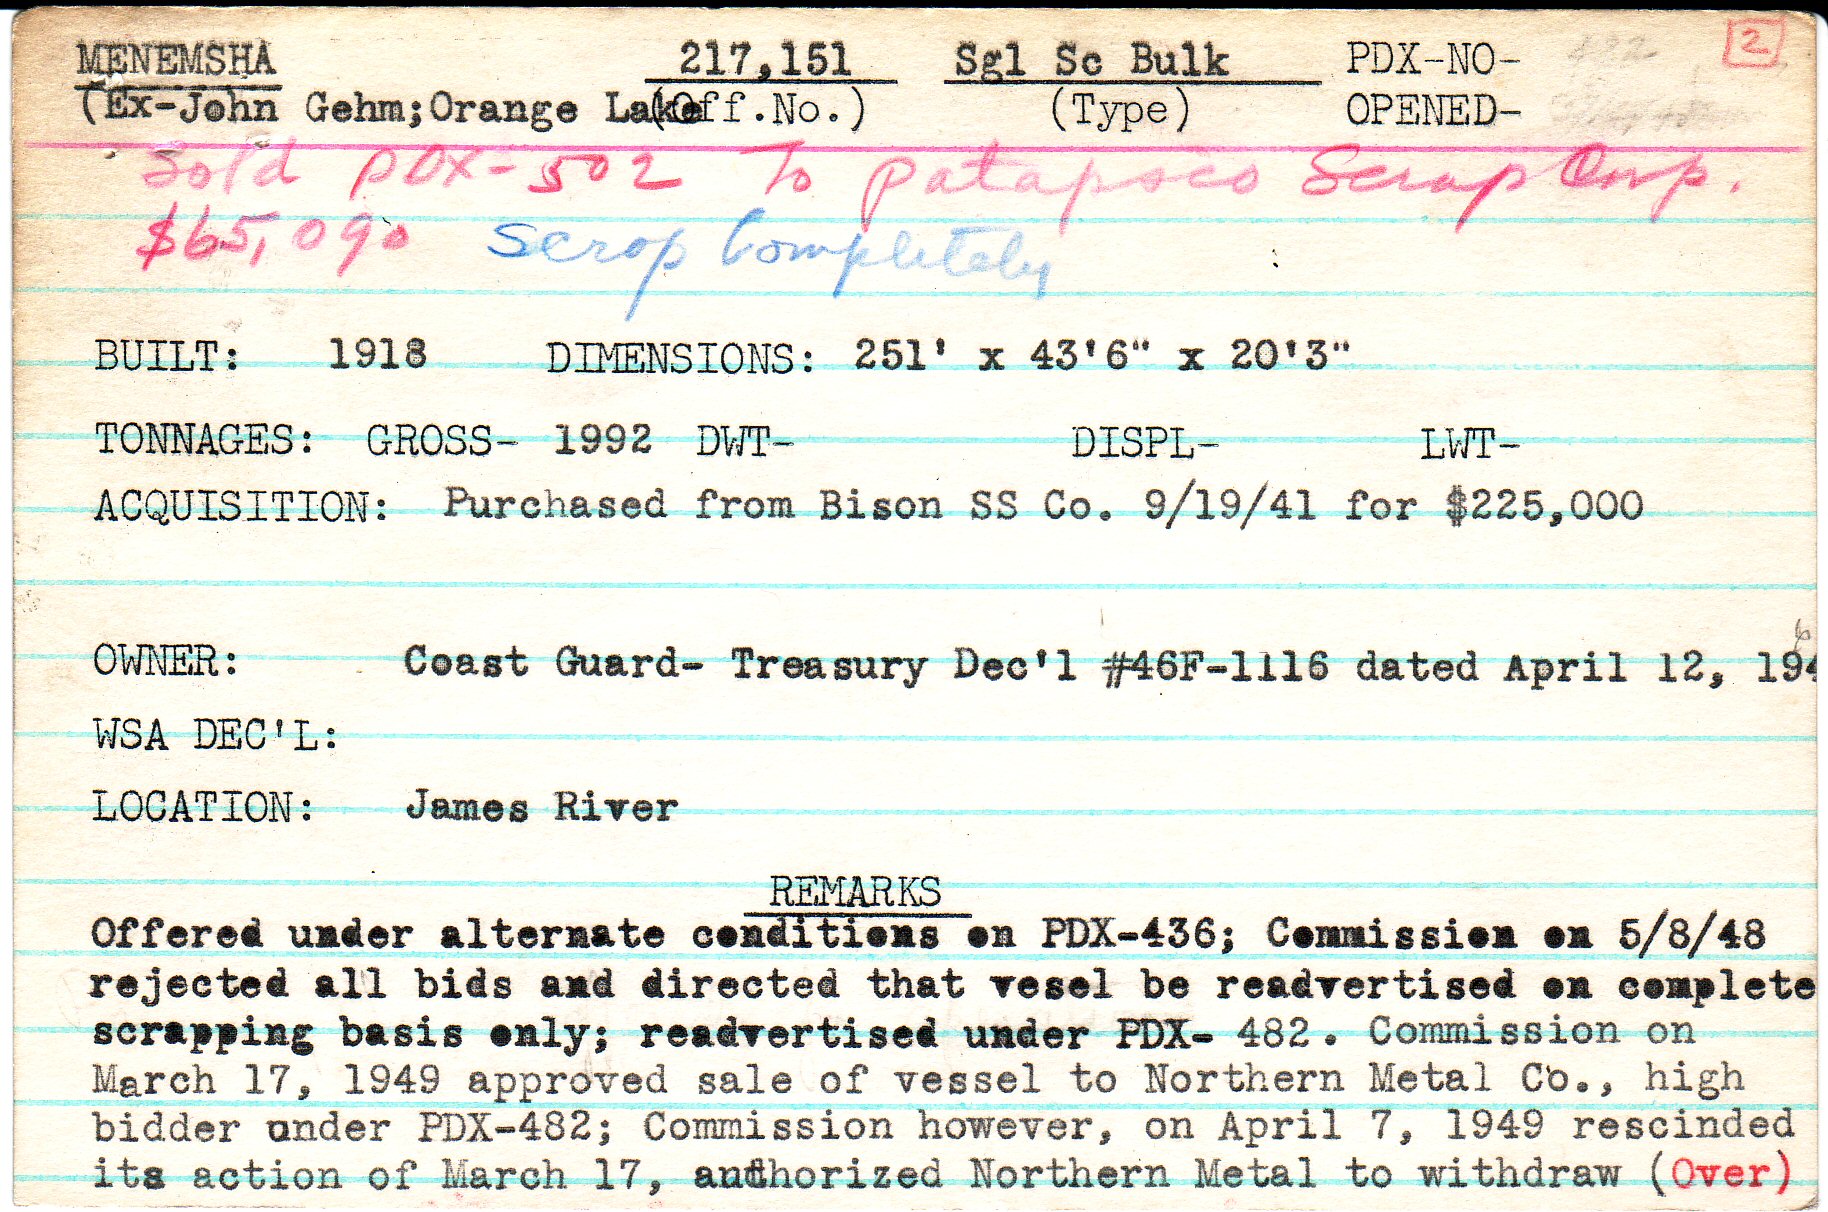 MENEMSHA 217,151 Sgl Sc Bulk PDX-NO- 2
(Ex-John Gehm;Orange Lake (Off.No.) (Type) OPENED-
Sold PDX-502 To Patapsco Scrap Corp.
$65,090 Scrap Completely
BUILT: 1918 DIMENSIONS: 251' x 43'6" x 20'3"
TONNAGES: GROSS- 1992 DWT- DISPL- LWT-
ACQUISITION: Purchased from Bison SS Co. 9/19/41 for $225,000
OWNER: Coast Guard- Treasury Dec'l #46F-1116 dated April 12, 194
6
WSA DEC'L:
LOCATION: James River
REMARKS
Offered under alternate conditions on PDX-436; Commission on 5/8/48
rejected all bids and directed that vesel be readvertised on complete
scrapping basis only; readvertised under PDX- 482. Commission on
March 17, 1949 approved sale of vessel to Northern Metal Co., high
bidder under PDX-482; Commission however, on April 7, 1949 rescinded
its action of March 17, authorized Northern Metal to withdraw (Over)